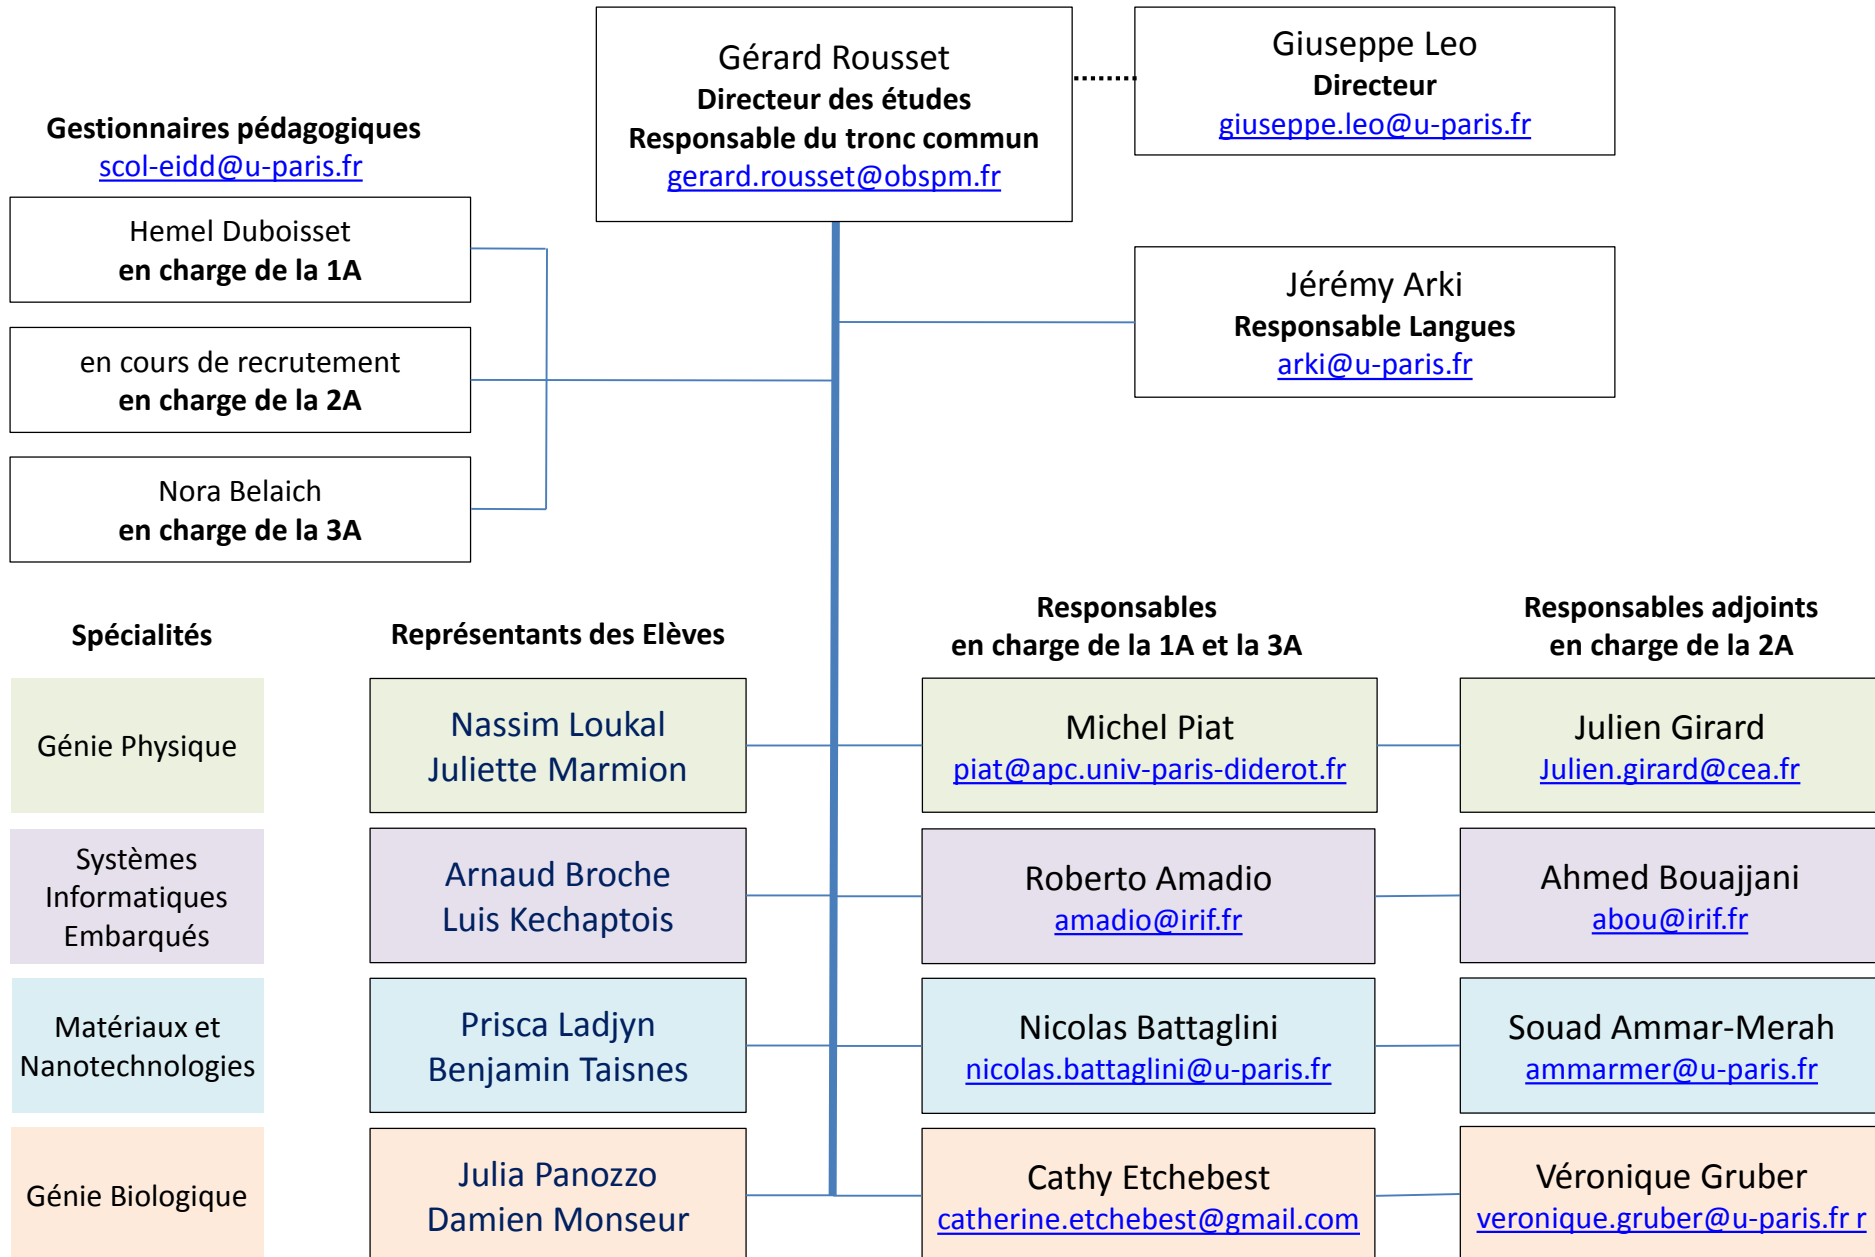 Gérard Rousset
Directeur des études
Responsable du tronc commun
gerard.rousset@obspm.fr
Giuseppe Leo
Directeur
giuseppe.leo@u-paris.fr
Gestionnaires pédagogiques
scol-eidd@u-paris.fr
Hemel Duboisset
en charge de la 1A
en cours de recrutement
en charge de la 2A
Nora Belaich
en charge de la 3A
Jérémy Arki
Responsable Langues
arki@u-paris.fr
Spécialités
Représentants des Elèves
Responsables
en charge de la 1A et la 3A
Responsables adjoints
en charge de la 2A
Génie Physique
Nassim Loukal
Juliette Marmion
Michel Piat
piat@apc.univ-paris-diderot.fr
Julien Girard
Julien.girard@cea.fr
Systèmes
Informatiques
Embarqués
Arnaud Broche
Luis Kechaptois
Roberto Amadio
amadio@irif.fr
Ahmed Bouajjani
abou@irif.fr
Matériaux et
Nanotechnologies
Prisca Ladjyn
Benjamin Taisnes
Nicolas Battaglini
nicolas.battaglini@u-paris.fr
Souad Ammar-Merah
ammarmer@u-paris.fr
Génie Biologique
Julia Panozzo
Damien Monseur
Cathy Etchebest
catherine.etchebest@gmail.com
Véronique Gruber
veronique.gruber@u-paris.fr r